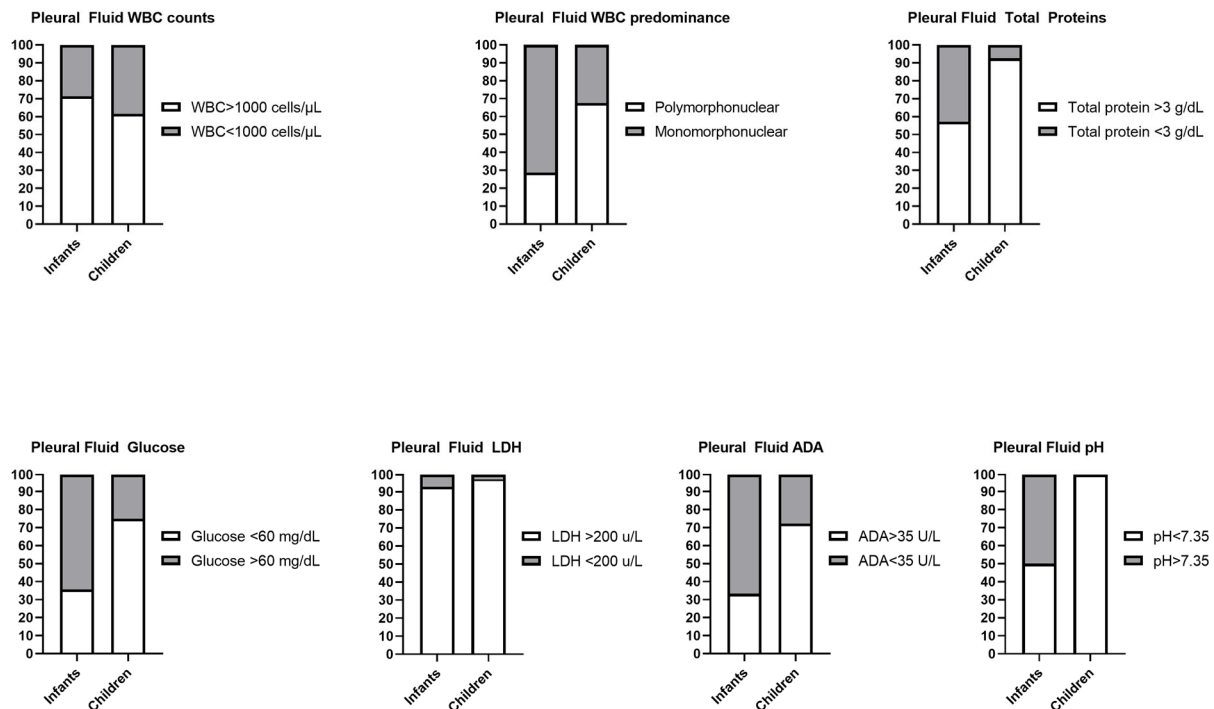 Pleural Fluid WBC counts
100
90
80
70
60
50
40
30
20
10
0
Infants
Children
WBC>1000 cells/µL
WBC<1000 cells/µL
Pleural Fluid WBC predominance
100
90
80
70
60
50
40
30
20
10
0
Infants
Children
Polymorphonuclear
Monomorphonuclear
Pleural Fluid Total Proteins
100
90
80
70
60
50
40
30
20
10
0
Infants
Children
Total protein >3 g/dL
Total protein <3 g/dL
Pleural Fluid Glucose
100
90
80
70
60
50
40
30
20
10
0
Infants
Children
Glucose <60 mg/dL
Glucose >60 mg/dL
Pleural Fluid LDH
100
90
80
70
60
50
40
30
20
10
0
Infants
Children
LDH >200 u/L
LDH <200 u/L
Pleural Fluid ADA
100
90
80
70
60
50
40
30
20
10
0
Infants
Children
ADA>35 U/L
ADA<35 U/L
Pleural Fluid pH
100
90
80
70
60
50
40
30
20
10
0
Infants
Children
pH<7.35
pH>7.35